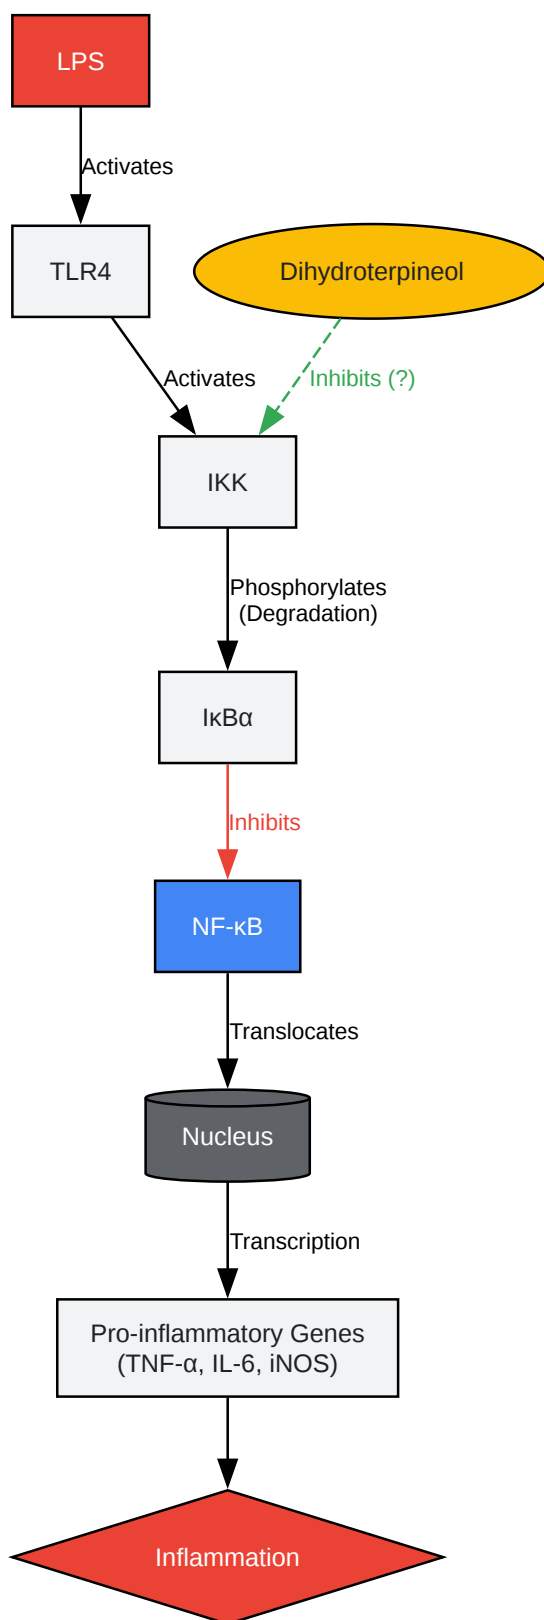 LPS
Activates
TLR4
Dihydroterpineol
Activates
Inhibits (?)
IKK
Phosphorylates
(Degradation)
IκBα
Inhibits
NF-κB
Translocates
Nucleus
Transcription
Pro-inflammatory Genes
(TNF-α, IL-6, iNOS)
Inflammation